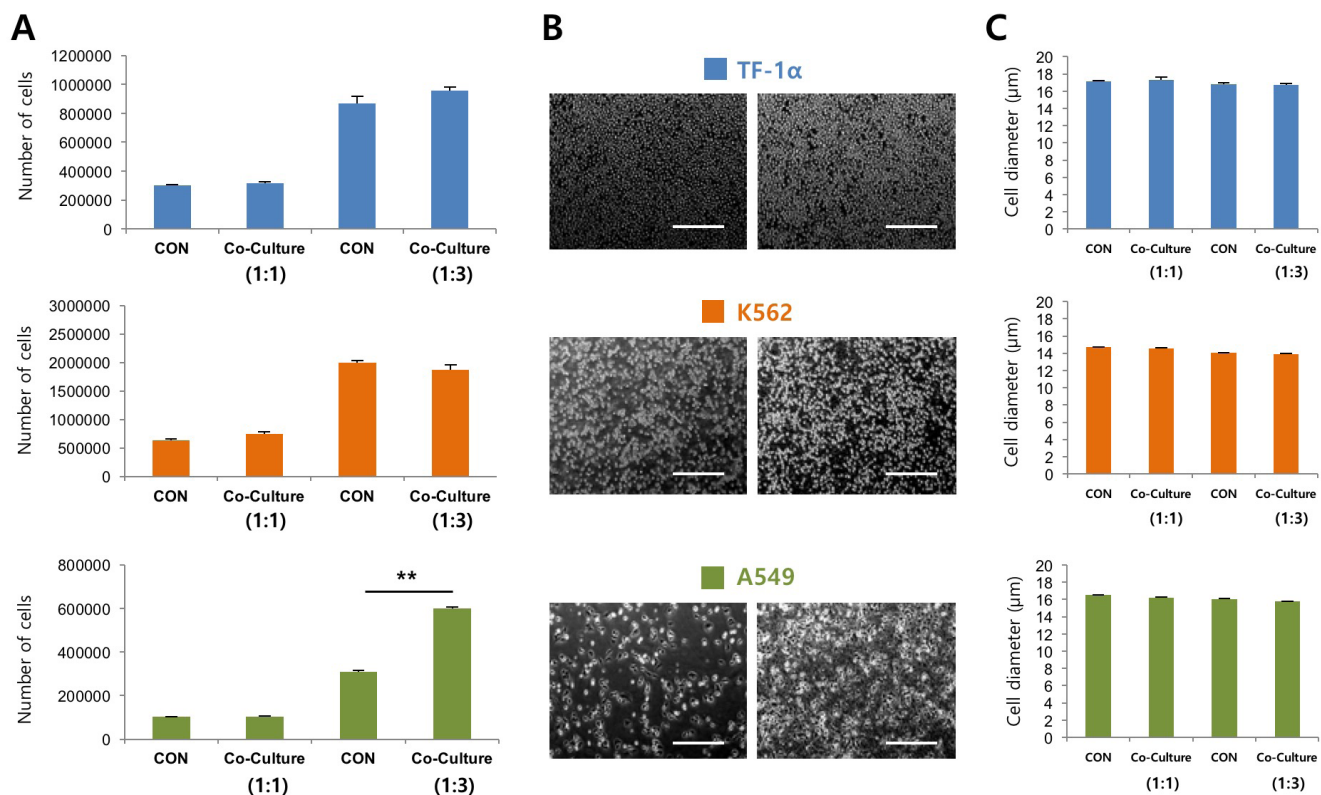 A
Number of cells
1200000
1000000
800000
600000
400000
200000
0
CON
Co-Culture
CON
Co-Culture
(1:1)
(1:3)
Number of cells
3000000
2500000
2000000
1500000
1000000
500000
0
CON
Co-Culture
CON
Co-Culture
(1:1)
(1:3)
Number of cells
800000
600000
400000
200000
0
**
CON
Co-Culture
CON
Co-Culture
(1:1)
(1:3)
B
TF-1α
K562
A549
C
Cell diameter (μm)
20
18
16
14
12
10
8
6
4
2
0
CON
Co-Culture
CON
Co-Culture
(1:1)
(1:3)
Cell diameter (μm)
20
18
16
14
12
10
8
6
4
2
0
CON
Co-Culture
CON
Co-Culture
(1:1)
(1:3)
Cell diameter (μm)
20
18
16
14
12
10
8
6
4
2
0
CON
Co-Culture
CON
Co-Culture
(1:1)
(1:3)